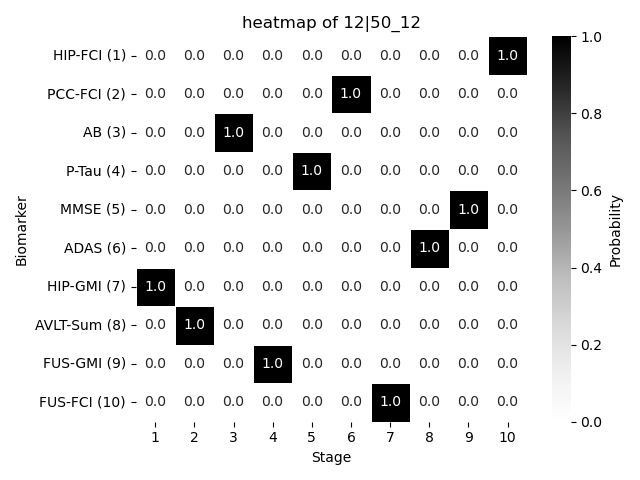 heatmap of 12|50_12
HIP-FCI (1) 0.0 0.0 0.0 0.0 0.0 0.0 0.0 0.0 0.0 1.0
PCC-FCI (2) 0.0 0.0 0.0 0.0 0.0 1.0 0.0 0.0 0.0 0.0
AB (3) 0.0 0.0 1.0 0.0 0.0 0.0 0.0 0.0 0.0 0.0
P-Tau (4) 0.0 0.0 0.0 0.0 1.0 0.0 0.0 0.0 0.0 0.0
MMSE (5) 0.0 0.0 0.0 0.0 0.0 0.0 0.0 0.0 1.0 0.0
ADAS (6) 0.0 0.0 0.0 0.0 0.0 0.0 0.0 1.0 0.0 0.0
HIP-GMI (7) 1.0 0.0 0.0 0.0 0.0 0.0 0.0 0.0 0.0 0.0
AVLT-Sum (8) 0.0 1.0 0.0 0.0 0.0 0.0 0.0 0.0 0.0 0.0
FUS-GMI (9) 0.0 0.0 0.0 1.0 0.0 0.0 0.0 0.0 0.0 0.0
FUS-FCI (10) 0.0 0.0 0.0 0.0 0.0 0.0 1.0 0.0 0.0 0.0
1 2 3 4 5 6 7 8 9 10
Stage
Biomarker
1.0
0.8
0.6
0.4
0.2
0.0
Probability